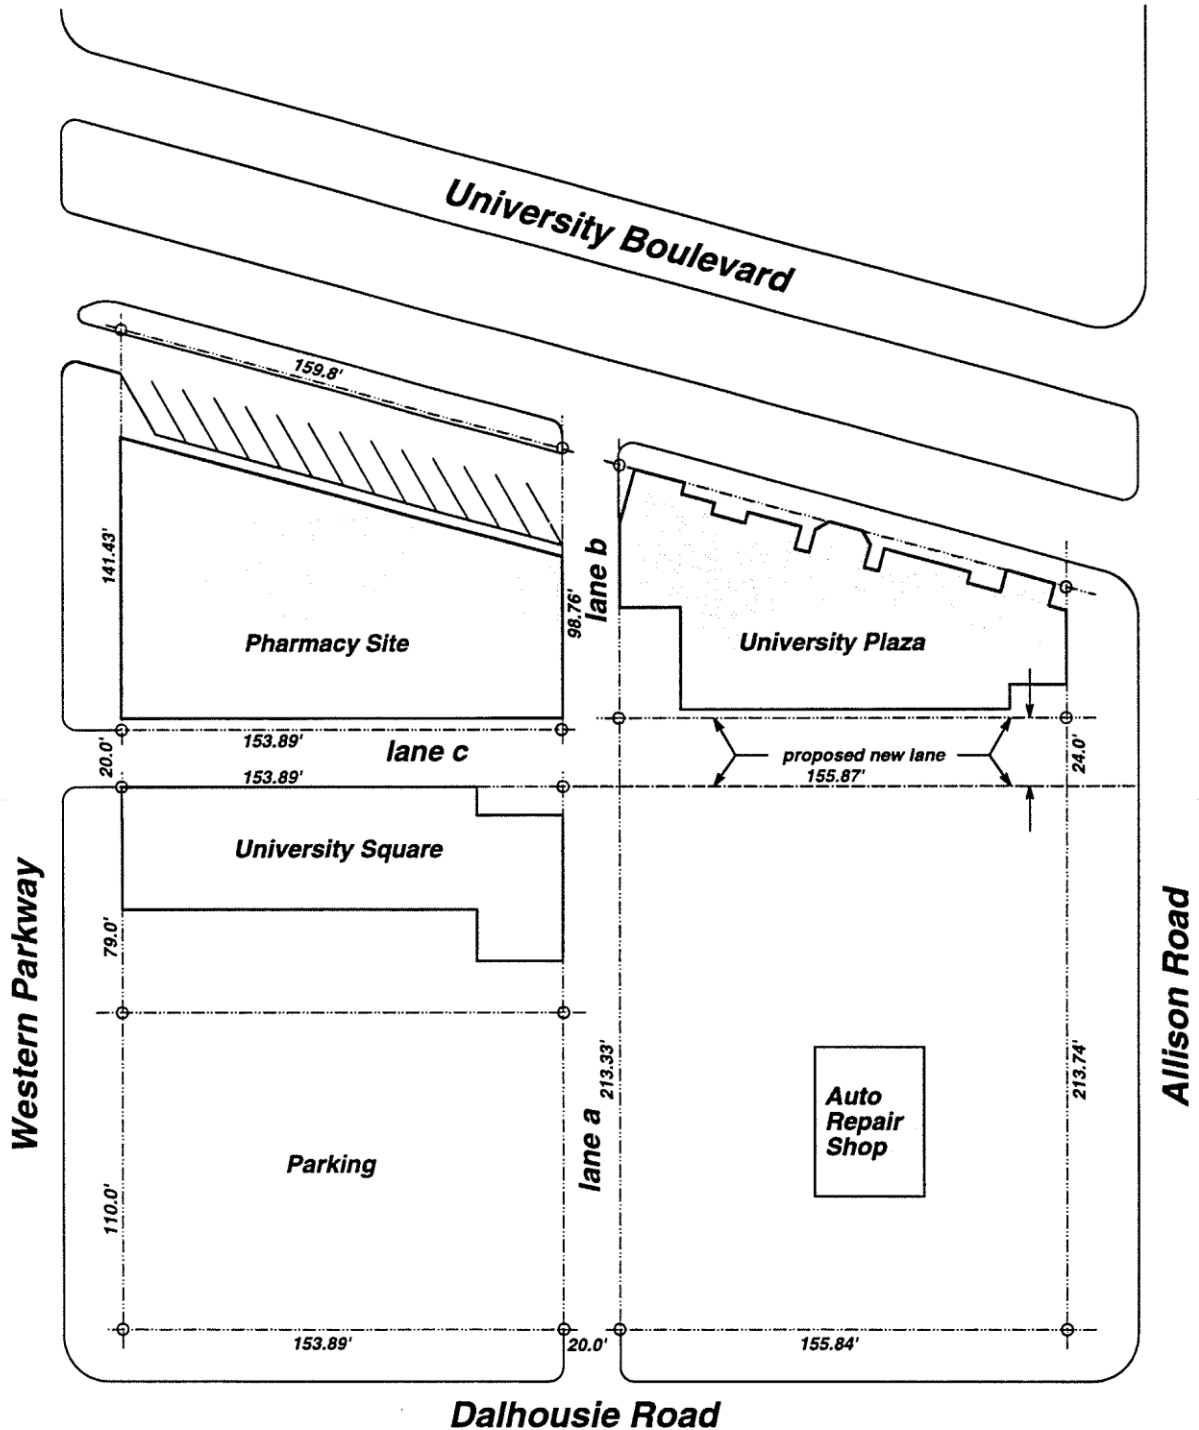 University Boulevard
159.8'
141.43'
98.76'
lane b
Pharmacy Site
University Plaza
20.0'
153.89'
lane c
153.89'
proposed new lane
155.87'
24.0'
University Square
79.0'
Western Parkway
Allison Road
213.33'
213.74'
Auto
Repair
Shop
lane a
Parking
110.0'
153.89'
20.0'
155.84'
Dalhousie Road